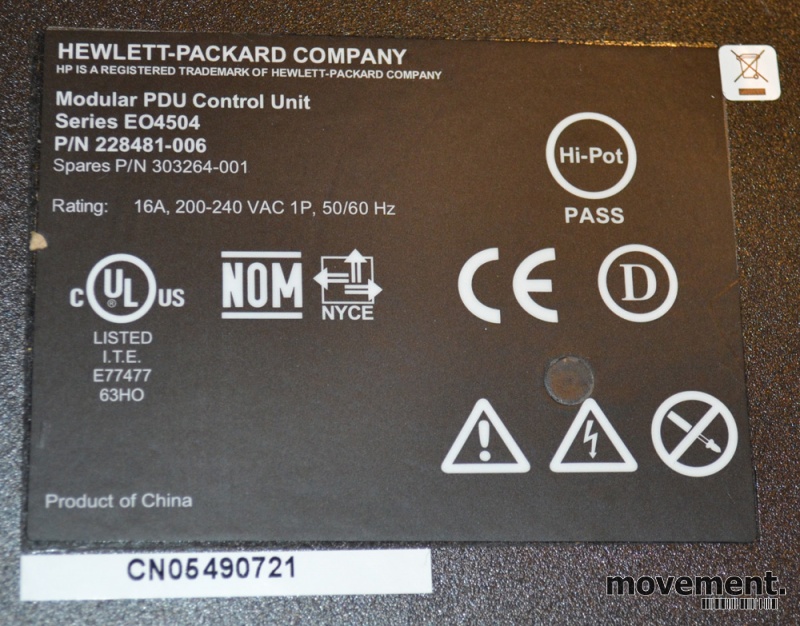 HEWLETT-PACKARD COMPANY
HP IS A REGISTERED TRADEMARK OF HEWLETT-PACKARD COMPANY
Modular PDU Control Unit
Series EO4504
P/N 228481-006
Spares P/N 303264-001
Rating: 16A, 200-240 VAC 1P, 50/60 Hz
Hi-Pot
PASS
C UL ® US
LISTED
I.T.E.
E77477
63HO
NOM
NYCE
CE
D
Product of China
CN05490721
movement.